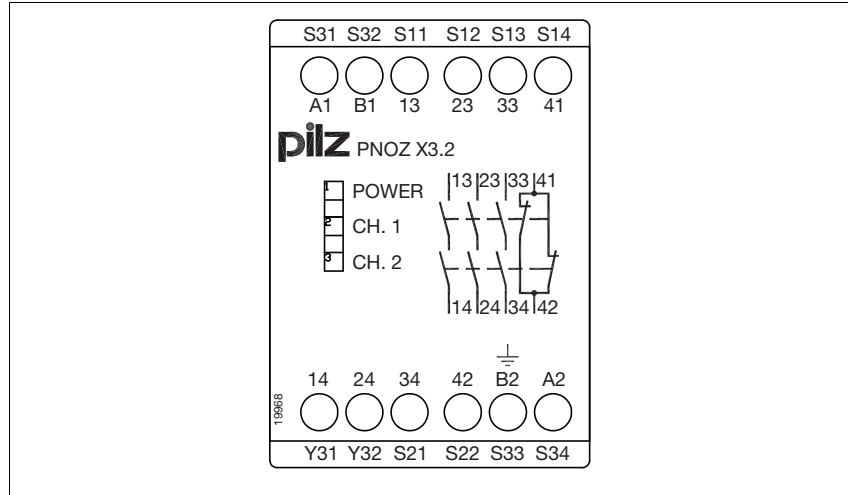 S31 S32 S11 S12 S13 S14
A1 B1 13 23 33 41
pilz PNOZ X3.2
1 POWER
2 CH. 1
3 CH. 2
13 23 33 41
14 24 34 42
14 24 34 42 B2 A2
19968
Y31 Y32 S21 S22 S33 S34